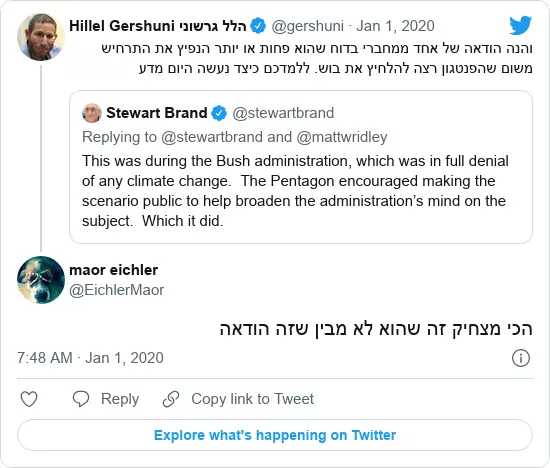 Hillel Gershuni הלל גרשוני @gershuni · Jan 1, 2020
והנה הודאה של אחד ממחברי בדוח שהוא פחות או יותר הנפיץ את התרחיש
משום שהפנטגון רצה להלחיץ את בוש. ללמדכם כיצד נעשה היום מדע
Stewart Brand @stewartbrand
Replying to @stewartbrand and @mattwridley
This was during the Bush administration, which was in full denial
of any climate change. The Pentagon encouraged making the
scenario public to help broaden the administration's mind on the
subject. Which it did.
maor eichler
@EichlerMaor
הכי מצחיק זה שהוא לא מבין שזה הודאה
7:48 AM · Jan 1, 2020
Reply
Copy link to Tweet
Explore what's happening on Twitter